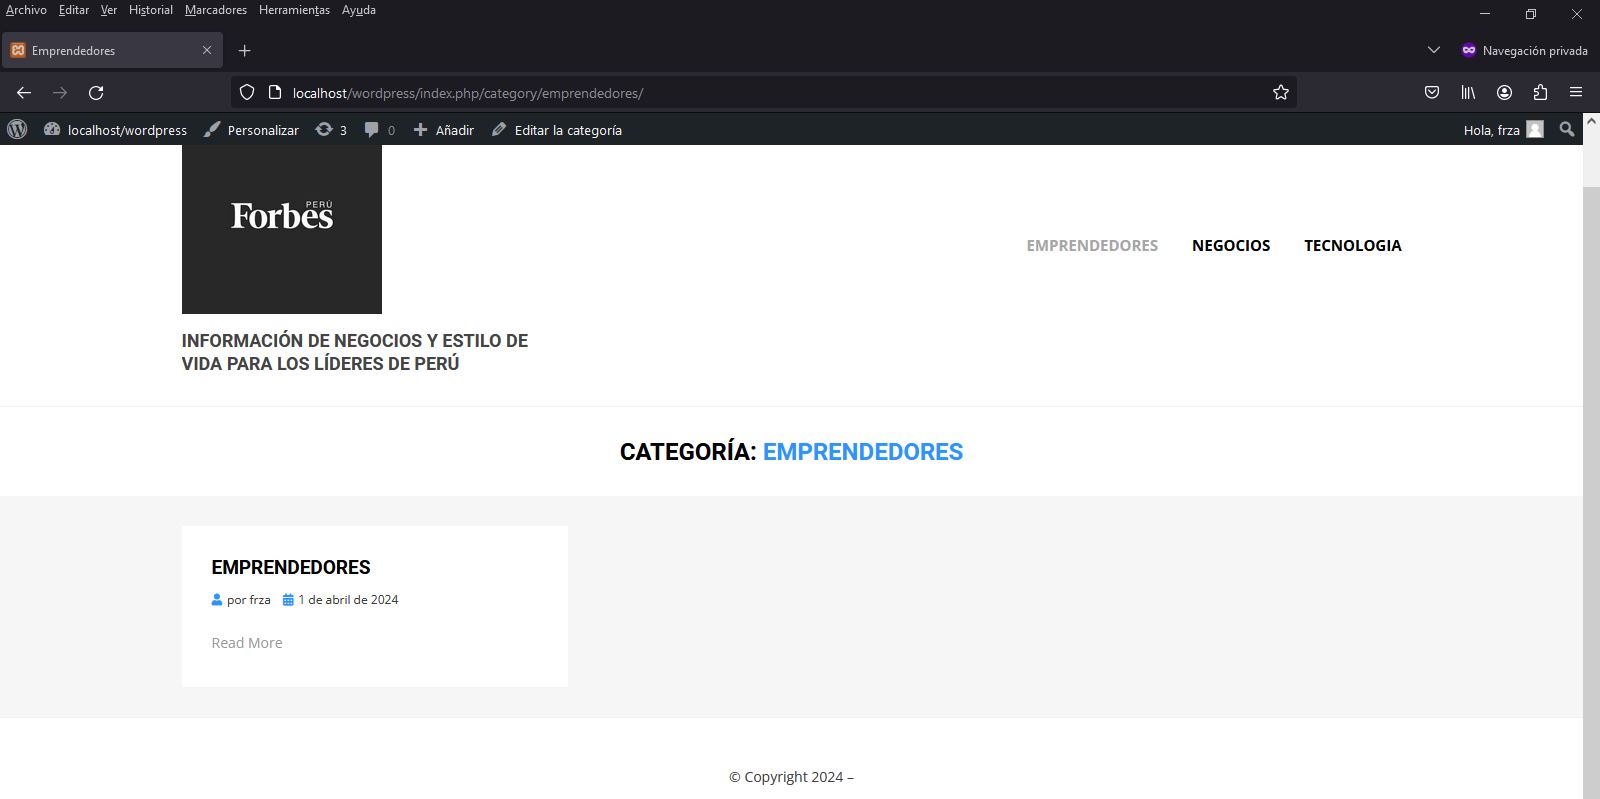 Archivo Editar Ver Historial Marcadores Herramientas Ayuda
Emprendedores
Navegación privada
localhost/wordpress/index.php/category/emprendedores/
localhost/wordpress Personalizar 3 0 Añadir Editar la categoría Hola, frza
Forbes PERÚ
EMPRENDEDORES NEGOCIOS TECNOLOGIA
INFORMACIÓN DE NEGOCIOS Y ESTILO DE
VIDA PARA LOS LÍDERES DE PERÚ
CATEGORÍA: EMPRENDEDORES
EMPRENDEDORES
por frza 1 de abril de 2024
Read More
© Copyright 2024 –